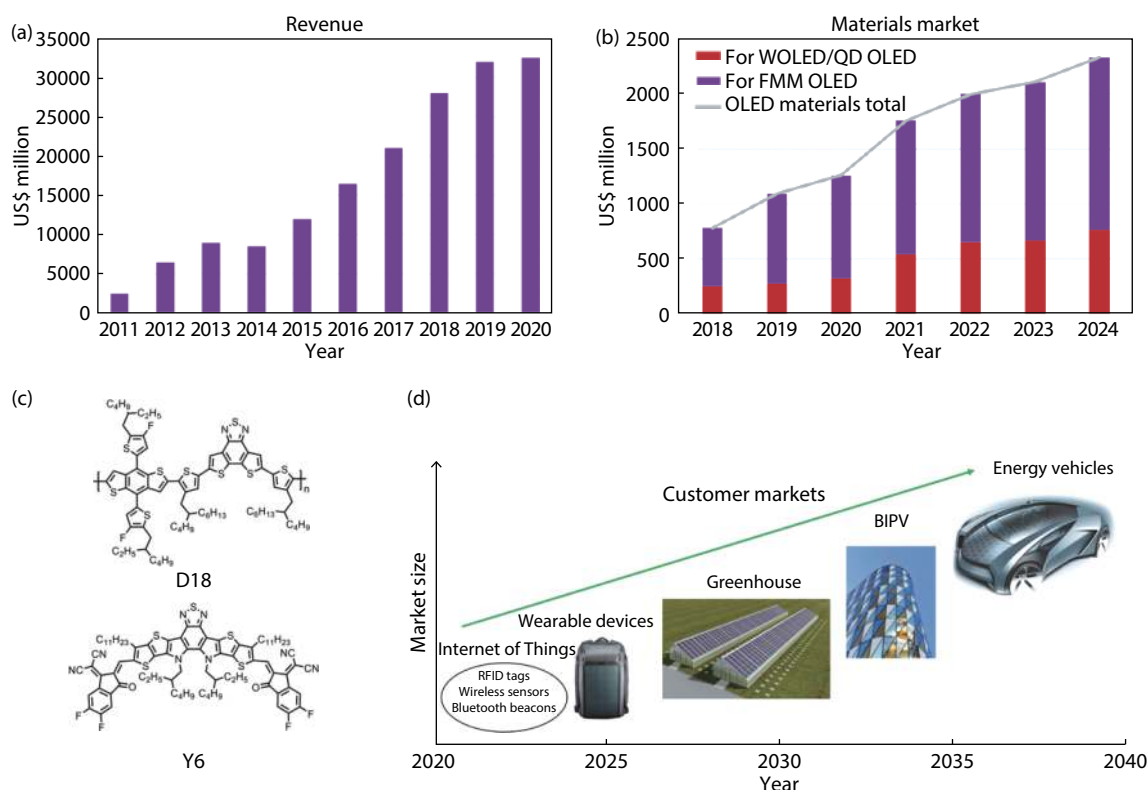 (a)
Revenue
US$ million
35000
30000
25000
20000
15000
10000
5000
0
2011 2012 2013 2014 2015 2016 2017 2018 2019 2020
Year
(b)
Materials market
US$ million
2500
2000
1500
1000
500
0
For WOLED/QD OLED
For FMM OLED
OLED materials total
2018 2019 2020 2021 2022 2023 2024
Year
(c)
C₄H₉
C₂H₅
F
S
N S N
S
S
S
S
S
S
n
C₆H₁₃
C₄H₉
C₆H₁₃
C₄H₉
F
S
C₂H₅
C₄H₉
D18
N S N
C₁₁H₂₃
S
S
S
S
C₁₁H₂₃
NC
CN
N
N
CN
CN
O
C₂H₅
C₄H₉
C₂H₅
C₄H₉
O
F
F
F
F
Y6
(d)
Market size
Customer markets
Energy vehicles
BIPV
Greenhouse
Wearable devices
Internet of Things
RFID tags
Wireless sensors
Bluetooth beacons
2020 2025 2030 2035 2040
Year